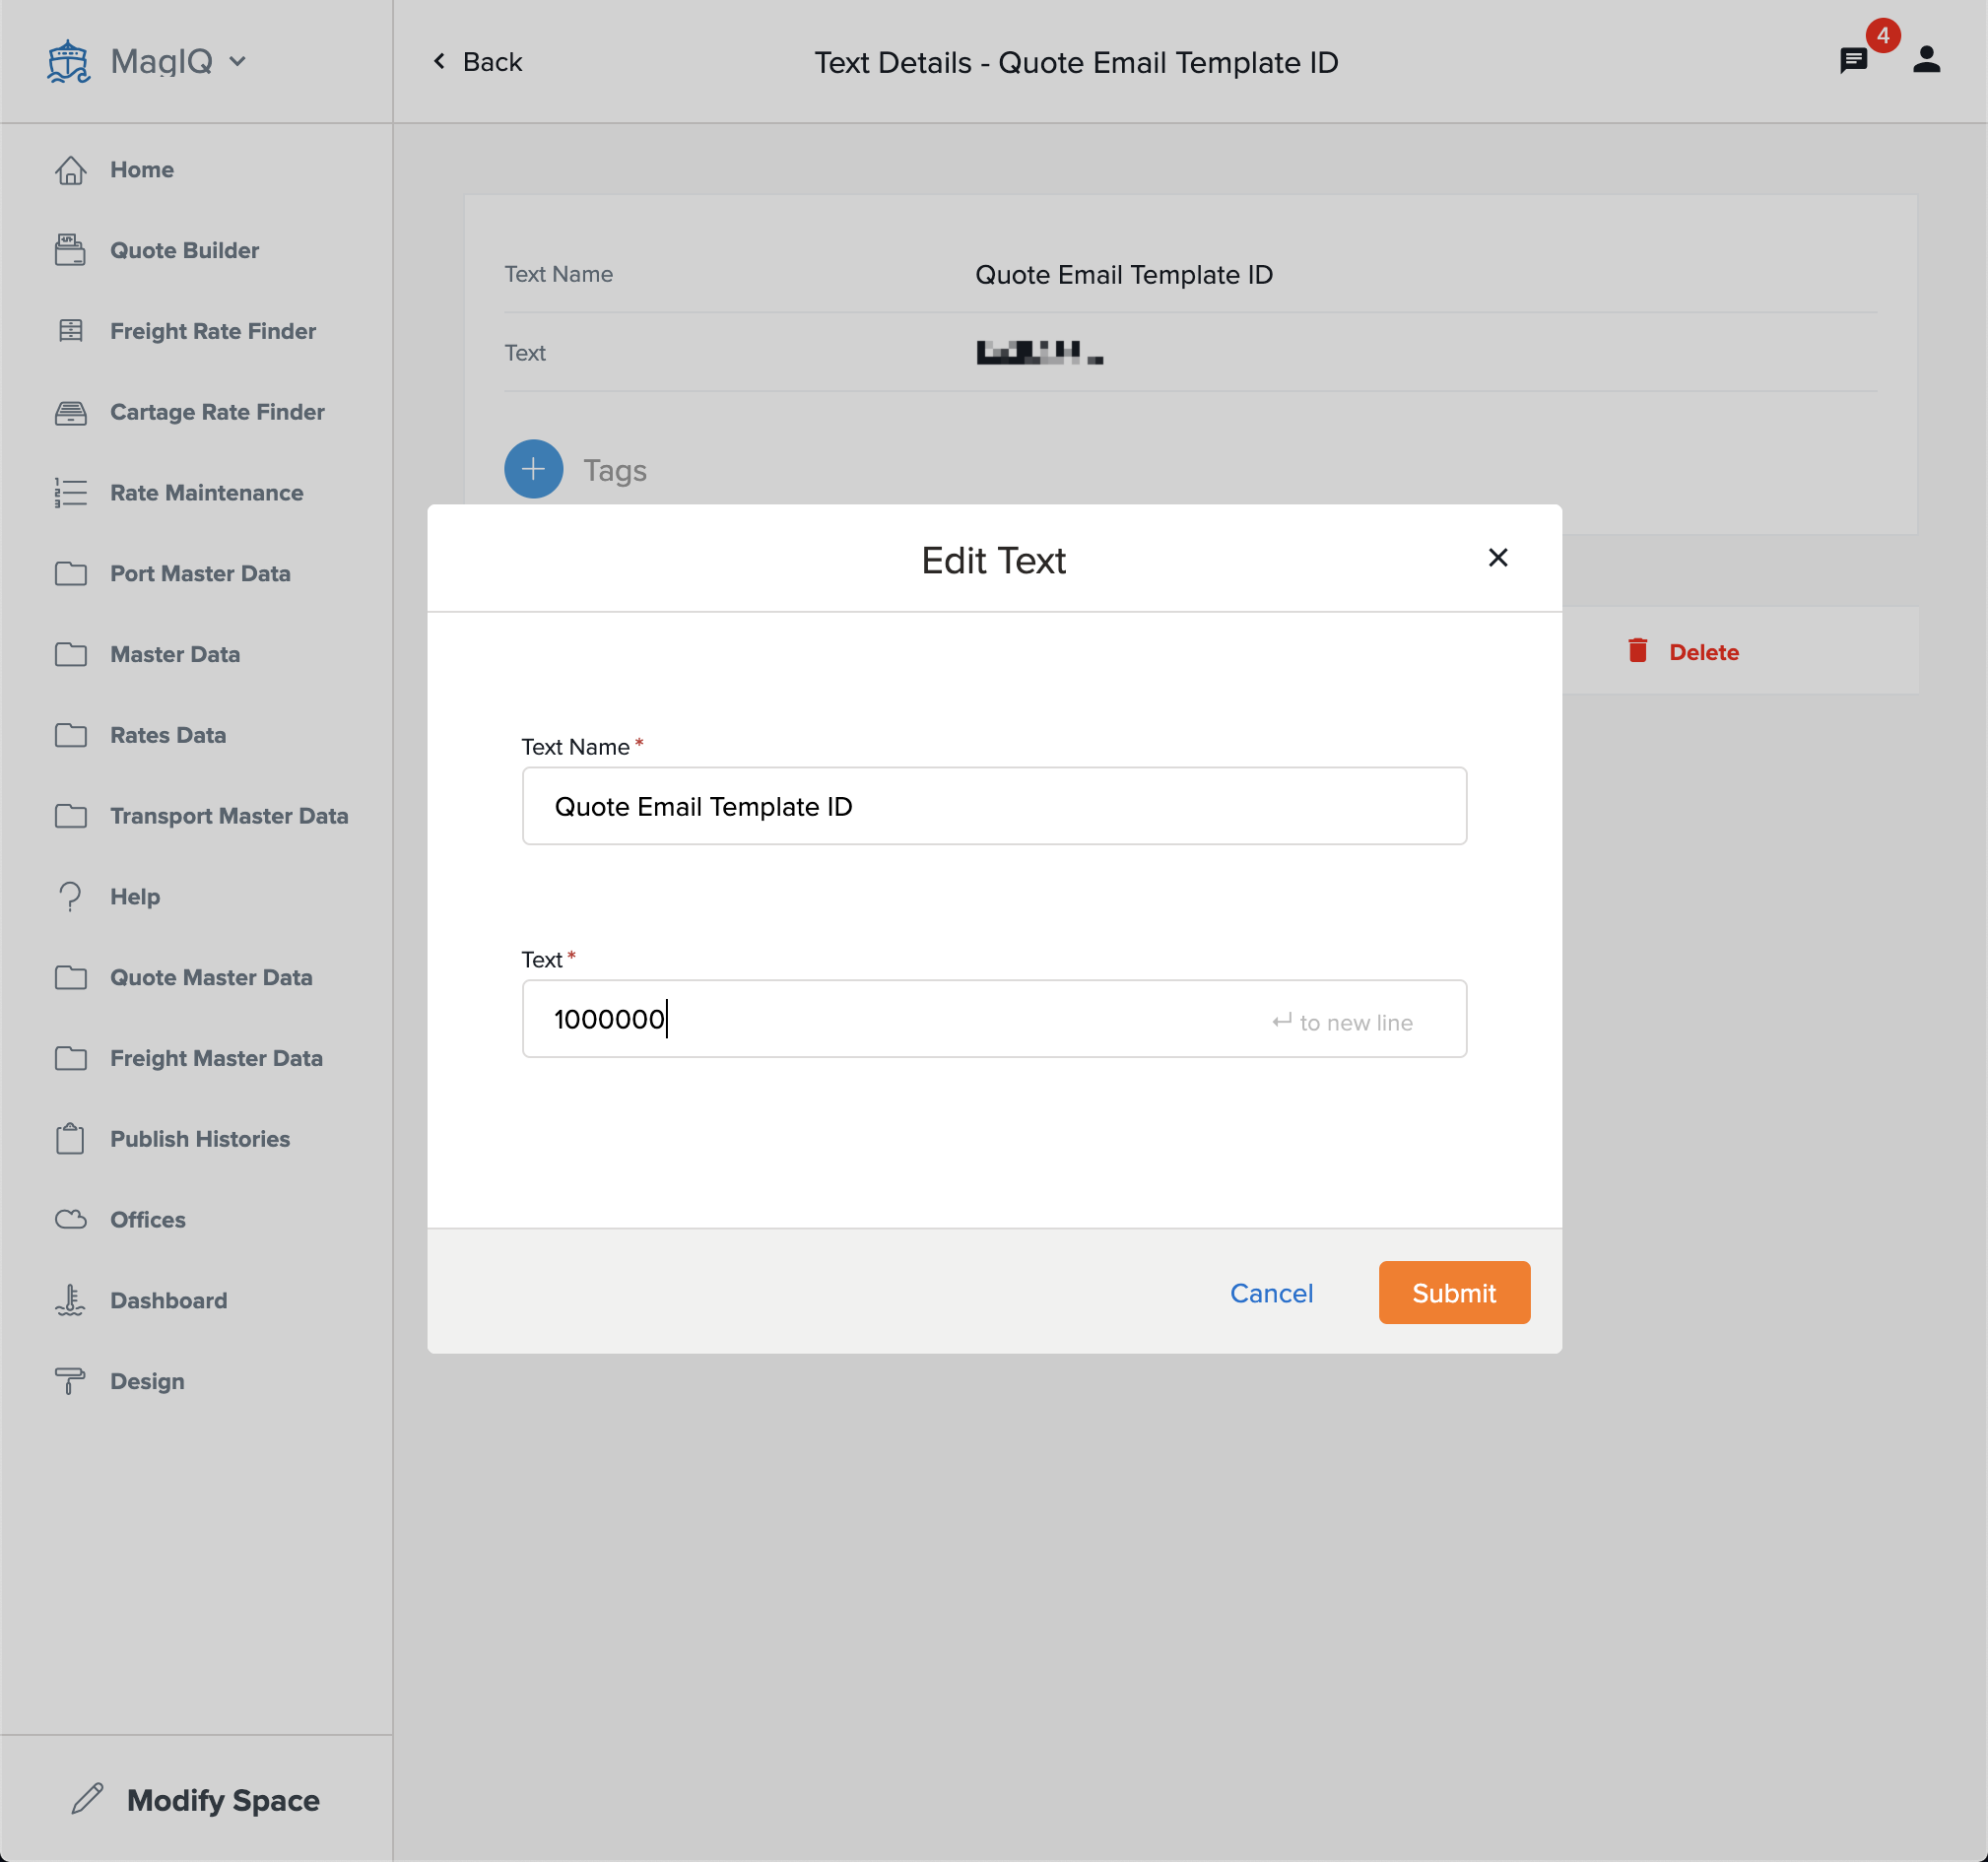 MagIQ
Back
Text Details - Quote Email Template ID
4
Home
Quote Builder
Freight Rate Finder
Cartage Rate Finder
Rate Maintenance
Port Master Data
Master Data
Rates Data
Transport Master Data
Help
Quote Master Data
Freight Master Data
Publish Histories
Offices
Dashboard
Design
Modify Space
Text Name
Quote Email Template ID
Text
Tags
Delete
Edit Text
Text Name *
Quote Email Template ID
Text *
1000000
↵ to new line
Cancel
Submit